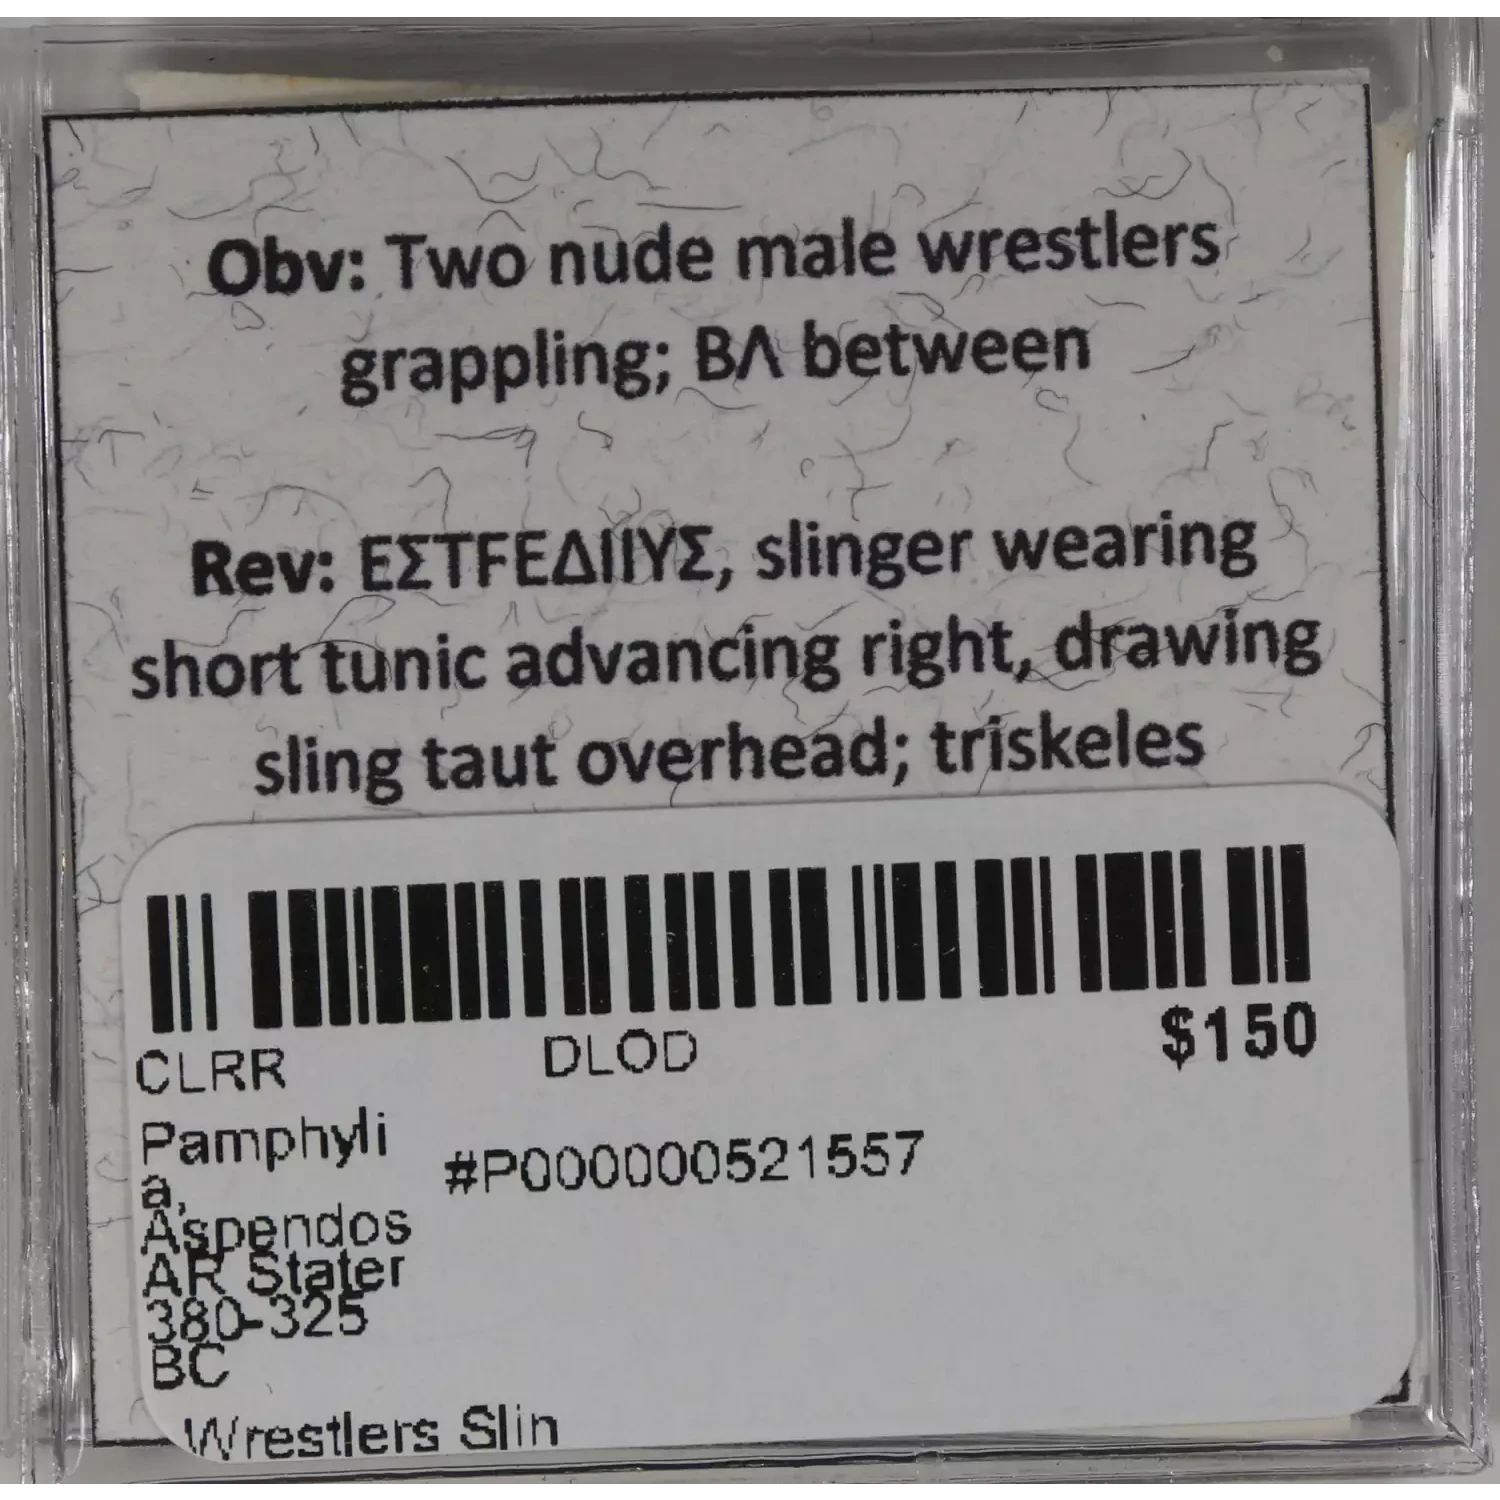 Obv: Two nude male wrestlers
grappling; ΒΛ between
Rev: ΕΣΤFΕΔΙΙΥΣ, slinger wearing
short tunic advancing right, drawing
sling taut overhead; triskeles
CLRR DLOD $150
Pamphyli
a, #P000000521557
Aspendos
AR Stater
380-325
BC
Wrestlers Slin